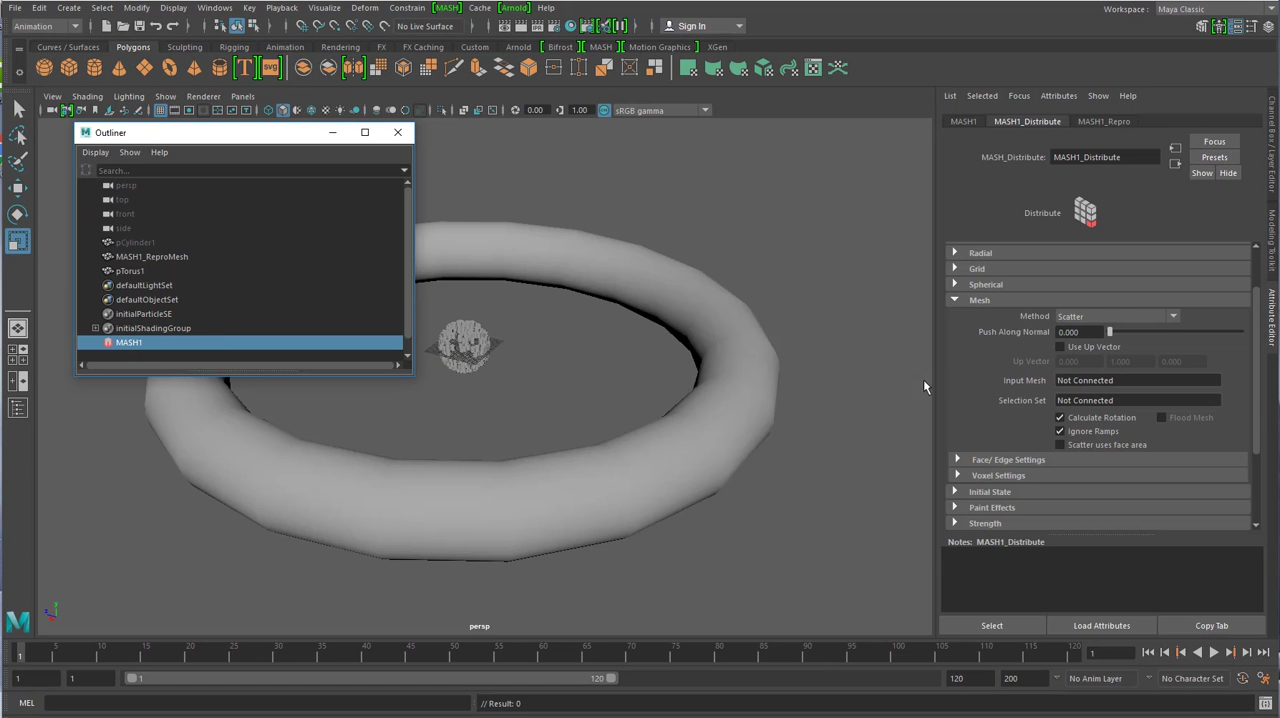 File Edit Create Select Modify Display Windows Key Playback Visualize Deform Constrain MASH Cache Arnold Help
Workspace : Maya Classic
Animation No Live Surface Sign In
Curves / Surfaces Polygons Sculpting Rigging Animation Rendering FX FX Caching Custom Arnold Bifrost MASH Motion Graphics XGen
T svg
View Shading Lighting Show Renderer Panels
0.00 1.00 sRGB gamma
Outliner
Display Show Help
Search...
persp
top
front
side
pCylinder1
MASH1_ReproMesh
pTorus1
defaultLightSet
defaultObjectSet
initialParticleSE
initialShadingGroup
MASH1
persp
List Selected Focus Attributes Show Help
MASH1 MASH1_Distribute MASH1_Repro
Focus
MASH_Distribute: MASH1_Distribute Presets
Show Hide
Distribute
Radial
Grid
Spherical
Mesh
Method Scatter
Push Along Normal 0.000
Use Up Vector
Up Vector 0.000 1.000 0.000
Input Mesh Not Connected
Selection Set Not Connected
Calculate Rotation Flood Mesh
Ignore Ramps
Scatter uses face area
Face/ Edge Settings
Voxel Settings
Initial State
Paint Effects
Strength
Notes: MASH1_Distribute
Select Load Attributes Copy Tab
Channel Box / Layer Editor
Modeling Toolkit
Attribute Editor
5 10 15 20 25 30 35 40 45 50 55 60 65 70 75 80 85 90 95 100 105 110 115 120
1 1
1 1 1 120 120 200 No Anim Layer No Character Set
MEL // Result: 0